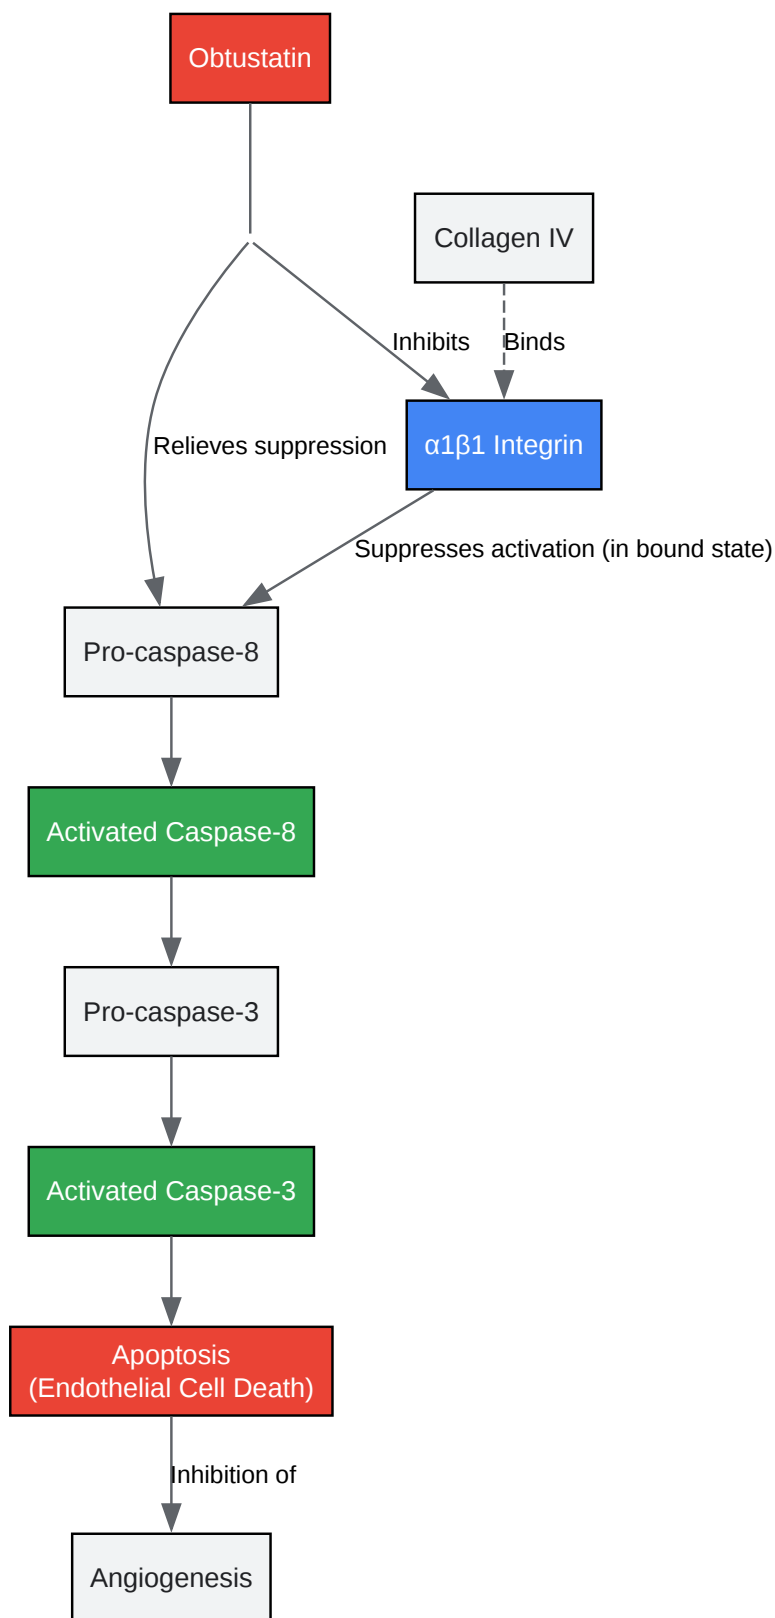 Obtustatin
Collagen IV
Inhibits
Binds
Relieves suppression
α1β1 Integrin
Suppresses activation (in bound state)
Pro-caspase-8
Activated Caspase-8
Pro-caspase-3
Activated Caspase-3
Apoptosis
(Endothelial Cell Death)
Inhibition of
Angiogenesis